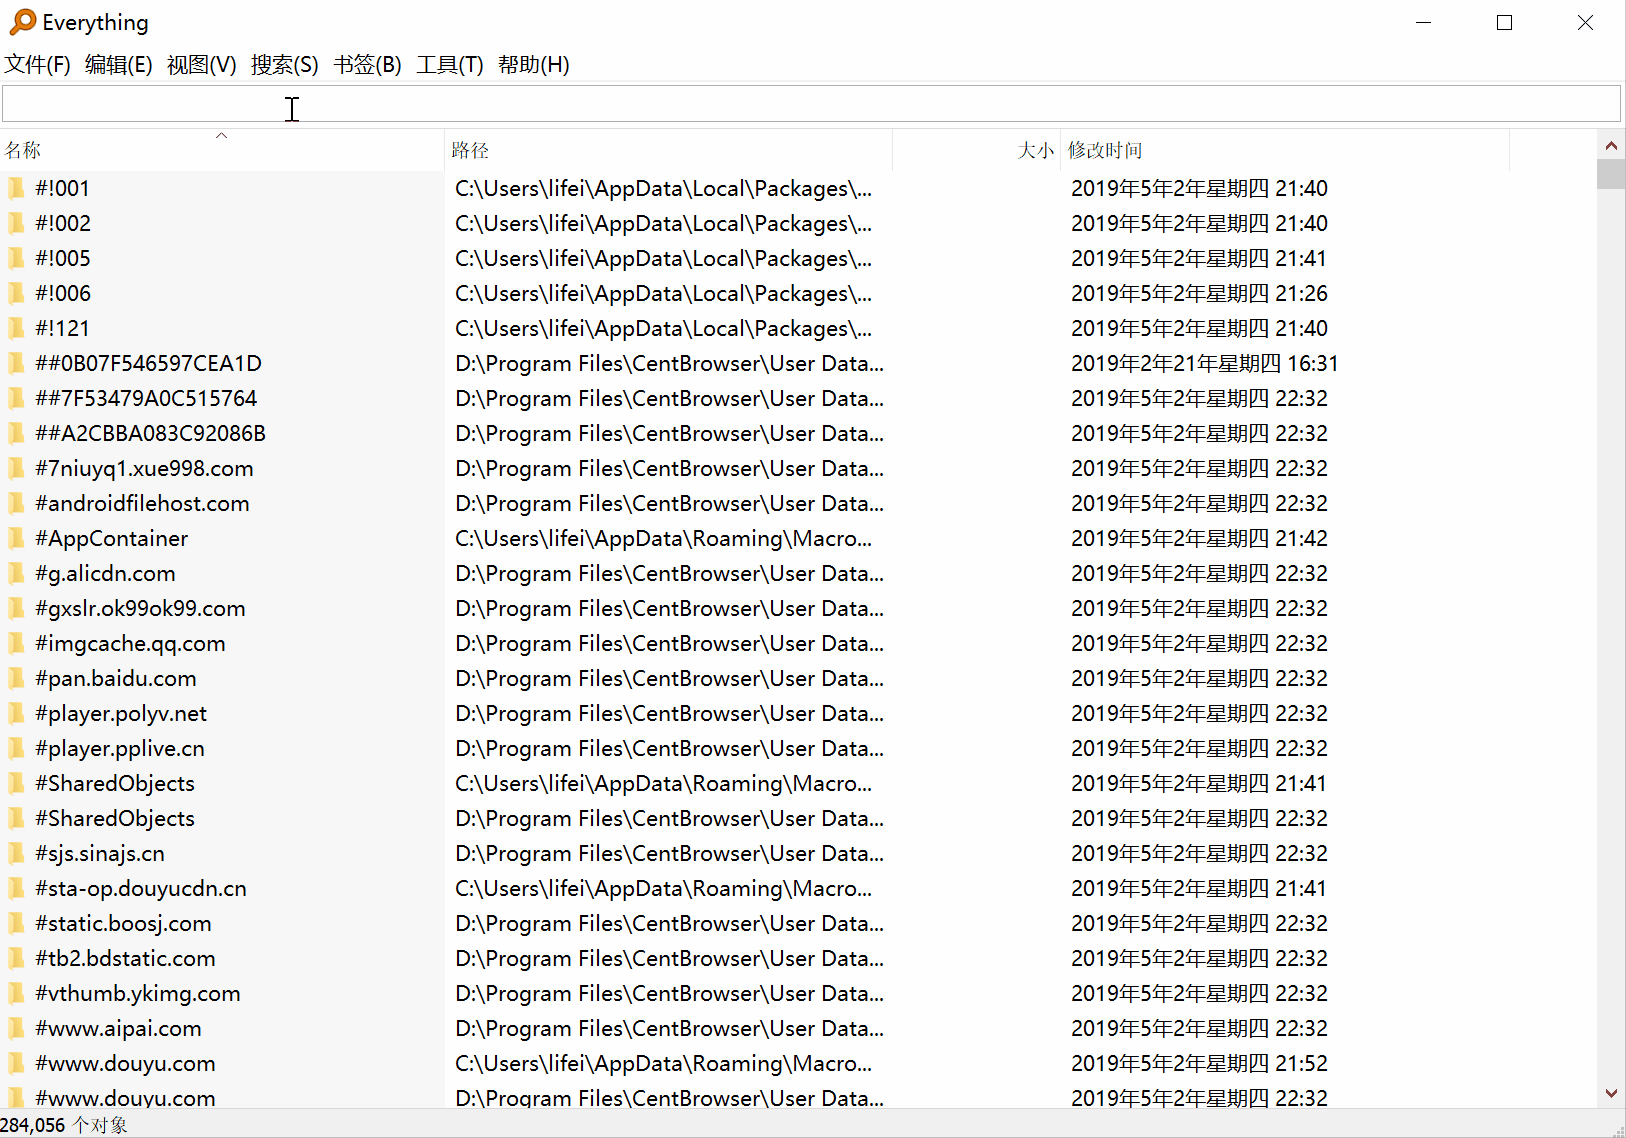 Everything
文件(F) 编辑(E) 视图(V) 搜索(S) 书签(B) 工具(T) 帮助(H)
名称 路径 大小 修改时间
#!001 C:\Users\lifei\AppData\Local\Packages\... 2019年5年2年星期四 21:40
#!002 C:\Users\lifei\AppData\Local\Packages\... 2019年5年2年星期四 21:40
#!005 C:\Users\lifei\AppData\Local\Packages\... 2019年5年2年星期四 21:41
#!006 C:\Users\lifei\AppData\Local\Packages\... 2019年5年2年星期四 21:26
#!121 C:\Users\lifei\AppData\Local\Packages\... 2019年5年2年星期四 21:40
##0B07F546597CEA1D D:\Program Files\CentBrowser\User Data... 2019年2年21年星期四 16:31
##7F53479A0C515764 D:\Program Files\CentBrowser\User Data... 2019年5年2年星期四 22:32
##A2CBBA083C92086B D:\Program Files\CentBrowser\User Data... 2019年5年2年星期四 22:32
#7niuyq1.xue998.com D:\Program Files\CentBrowser\User Data... 2019年5年2年星期四 22:32
#androidfilehost.com D:\Program Files\CentBrowser\User Data... 2019年5年2年星期四 22:32
#AppContainer C:\Users\lifei\AppData\Roaming\Macro... 2019年5年2年星期四 21:42
#g.alicdn.com D:\Program Files\CentBrowser\User Data... 2019年5年2年星期四 22:32
#gxslr.ok99ok99.com D:\Program Files\CentBrowser\User Data... 2019年5年2年星期四 22:32
#imgcache.qq.com D:\Program Files\CentBrowser\User Data... 2019年5年2年星期四 22:32
#pan.baidu.com D:\Program Files\CentBrowser\User Data... 2019年5年2年星期四 22:32
#player.polyv.net D:\Program Files\CentBrowser\User Data... 2019年5年2年星期四 22:32
#player.pplive.cn D:\Program Files\CentBrowser\User Data... 2019年5年2年星期四 22:32
#SharedObjects C:\Users\lifei\AppData\Roaming\Macro... 2019年5年2年星期四 21:41
#SharedObjects D:\Program Files\CentBrowser\User Data... 2019年5年2年星期四 22:32
#sjs.sinajs.cn D:\Program Files\CentBrowser\User Data... 2019年5年2年星期四 22:32
#sta-op.douyucdn.cn C:\Users\lifei\AppData\Roaming\Macro... 2019年5年2年星期四 21:41
#static.boosj.com D:\Program Files\CentBrowser\User Data... 2019年5年2年星期四 22:32
#tb2.bdstatic.com D:\Program Files\CentBrowser\User Data... 2019年5年2年星期四 22:32
#vthumb.ykimg.com D:\Program Files\CentBrowser\User Data... 2019年5年2年星期四 22:32
#www.aipai.com D:\Program Files\CentBrowser\User Data... 2019年5年2年星期四 22:32
#www.douyu.com C:\Users\lifei\AppData\Roaming\Macro... 2019年5年2年星期四 21:52
#www.douyu.com D:\Program Files\CentBrowser\User Data... 2019年5年2年星期四 22:32
284,056 个对象